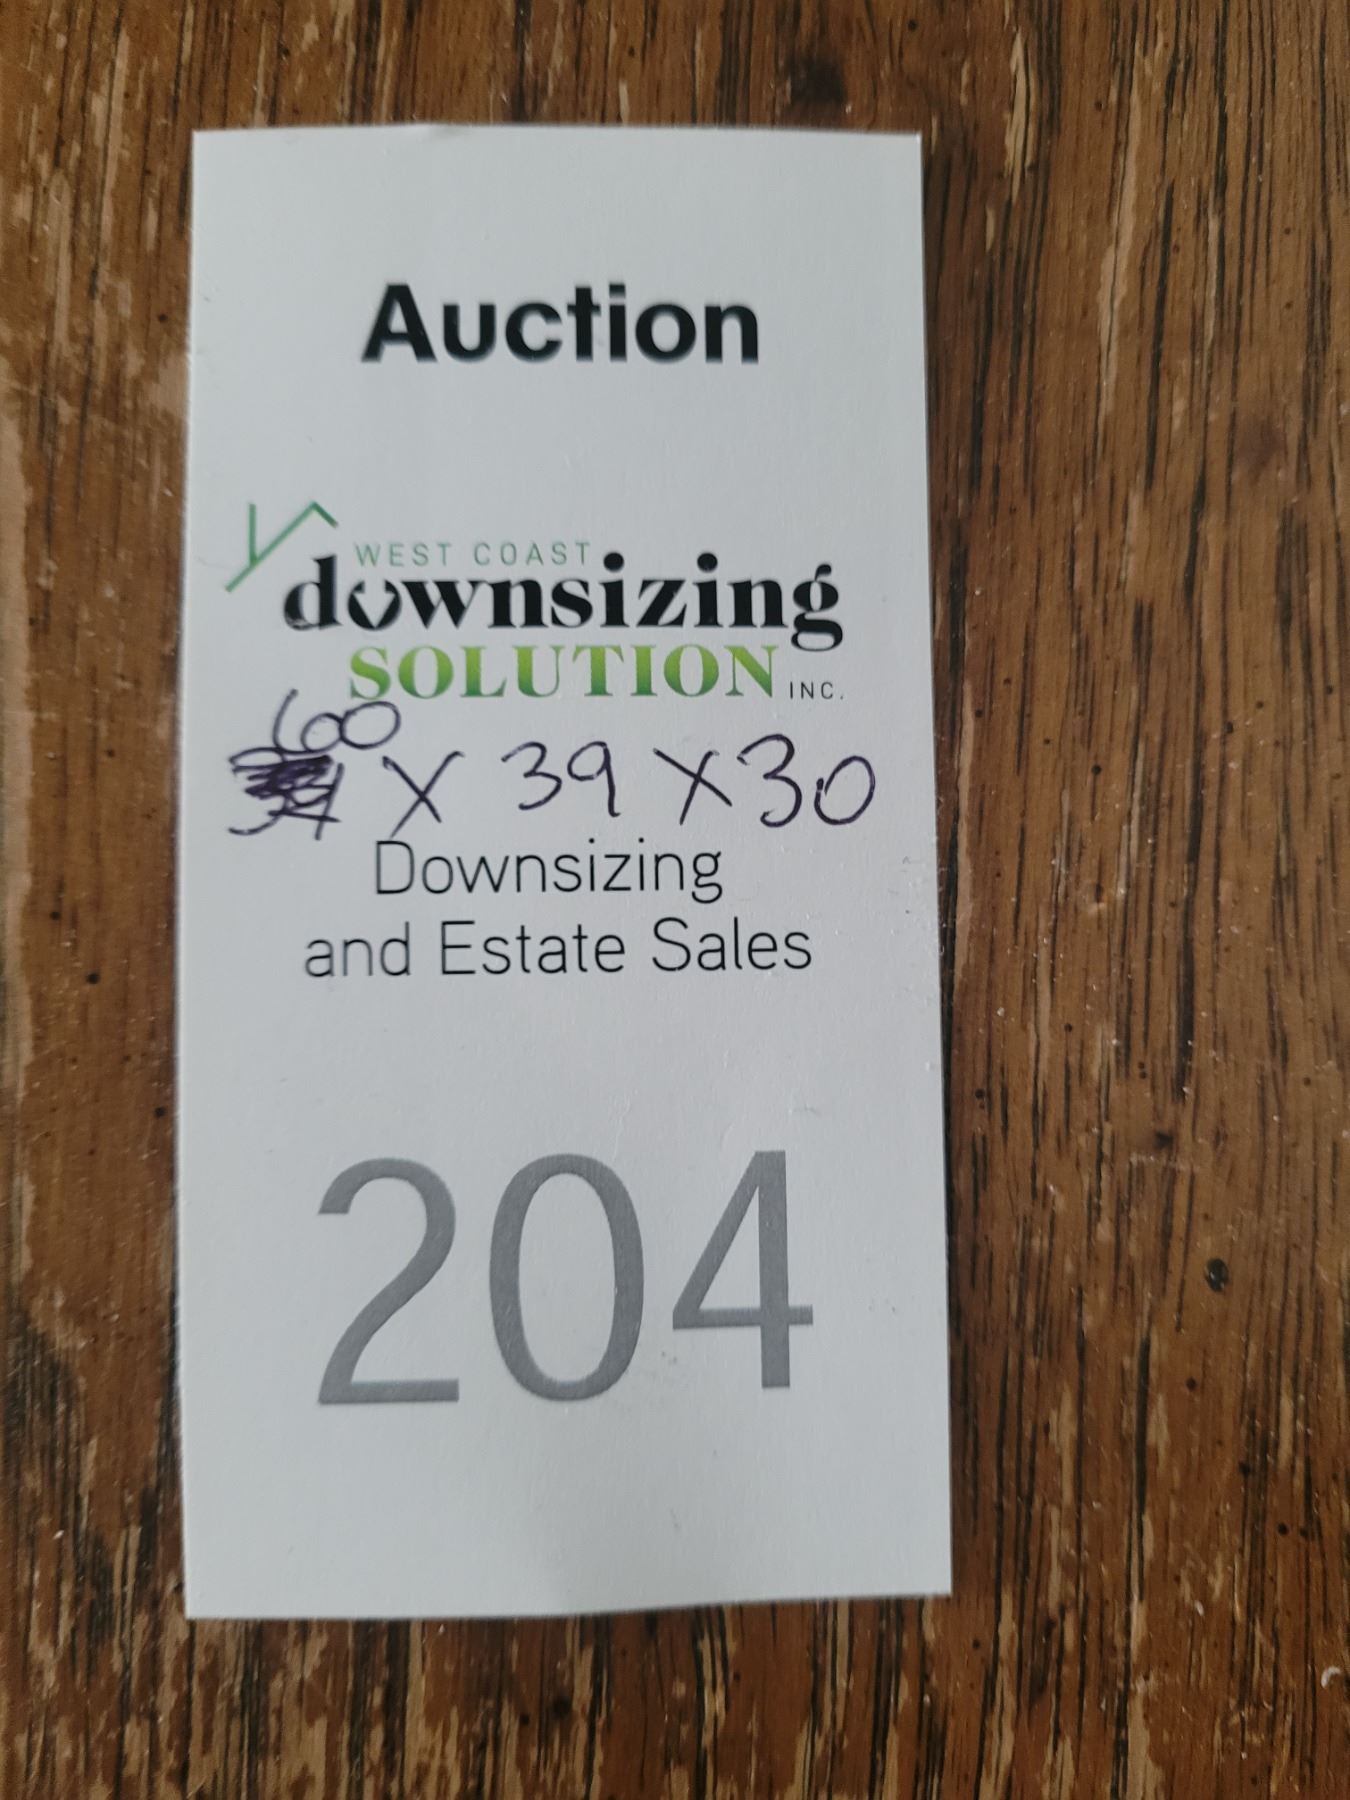 Auction
WEST COAST
downsizing
SOLUTION INC.
60 X 39 X 30
Downsizing
and Estate Sales
204